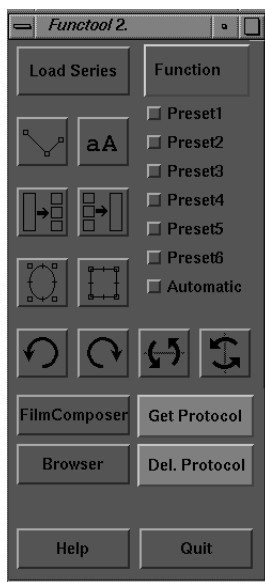 Functool 2.
Load Series
Function
aA
Preset1
Preset2
Preset3
Preset4
Preset5
Preset6
Automatic
FilmComposer
Get Protocol
Browser
Del. Protocol
Help
Quit